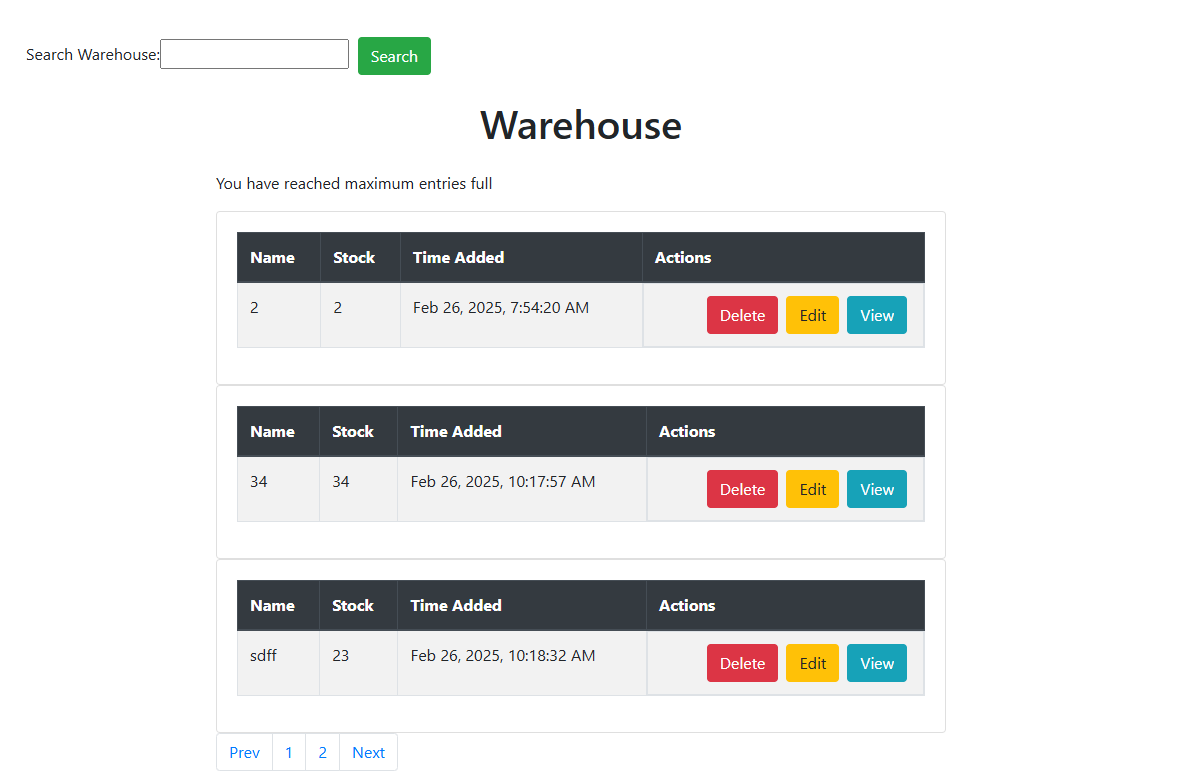 Search Warehouse: Search
Warehouse
You have reached maximum entries full
Name Stock Time Added Actions
2 2 Feb 26, 2025, 7:54:20 AM Delete Edit View
Name Stock Time Added Actions
34 34 Feb 26, 2025, 10:17:57 AM Delete Edit View
Name Stock Time Added Actions
sdff 23 Feb 26, 2025, 10:18:32 AM Delete Edit View
Prev 1 2 Next